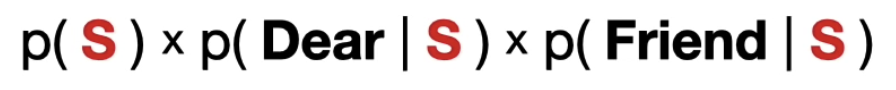 p( S ) x p( Dear | S ) x p( Friend | S )